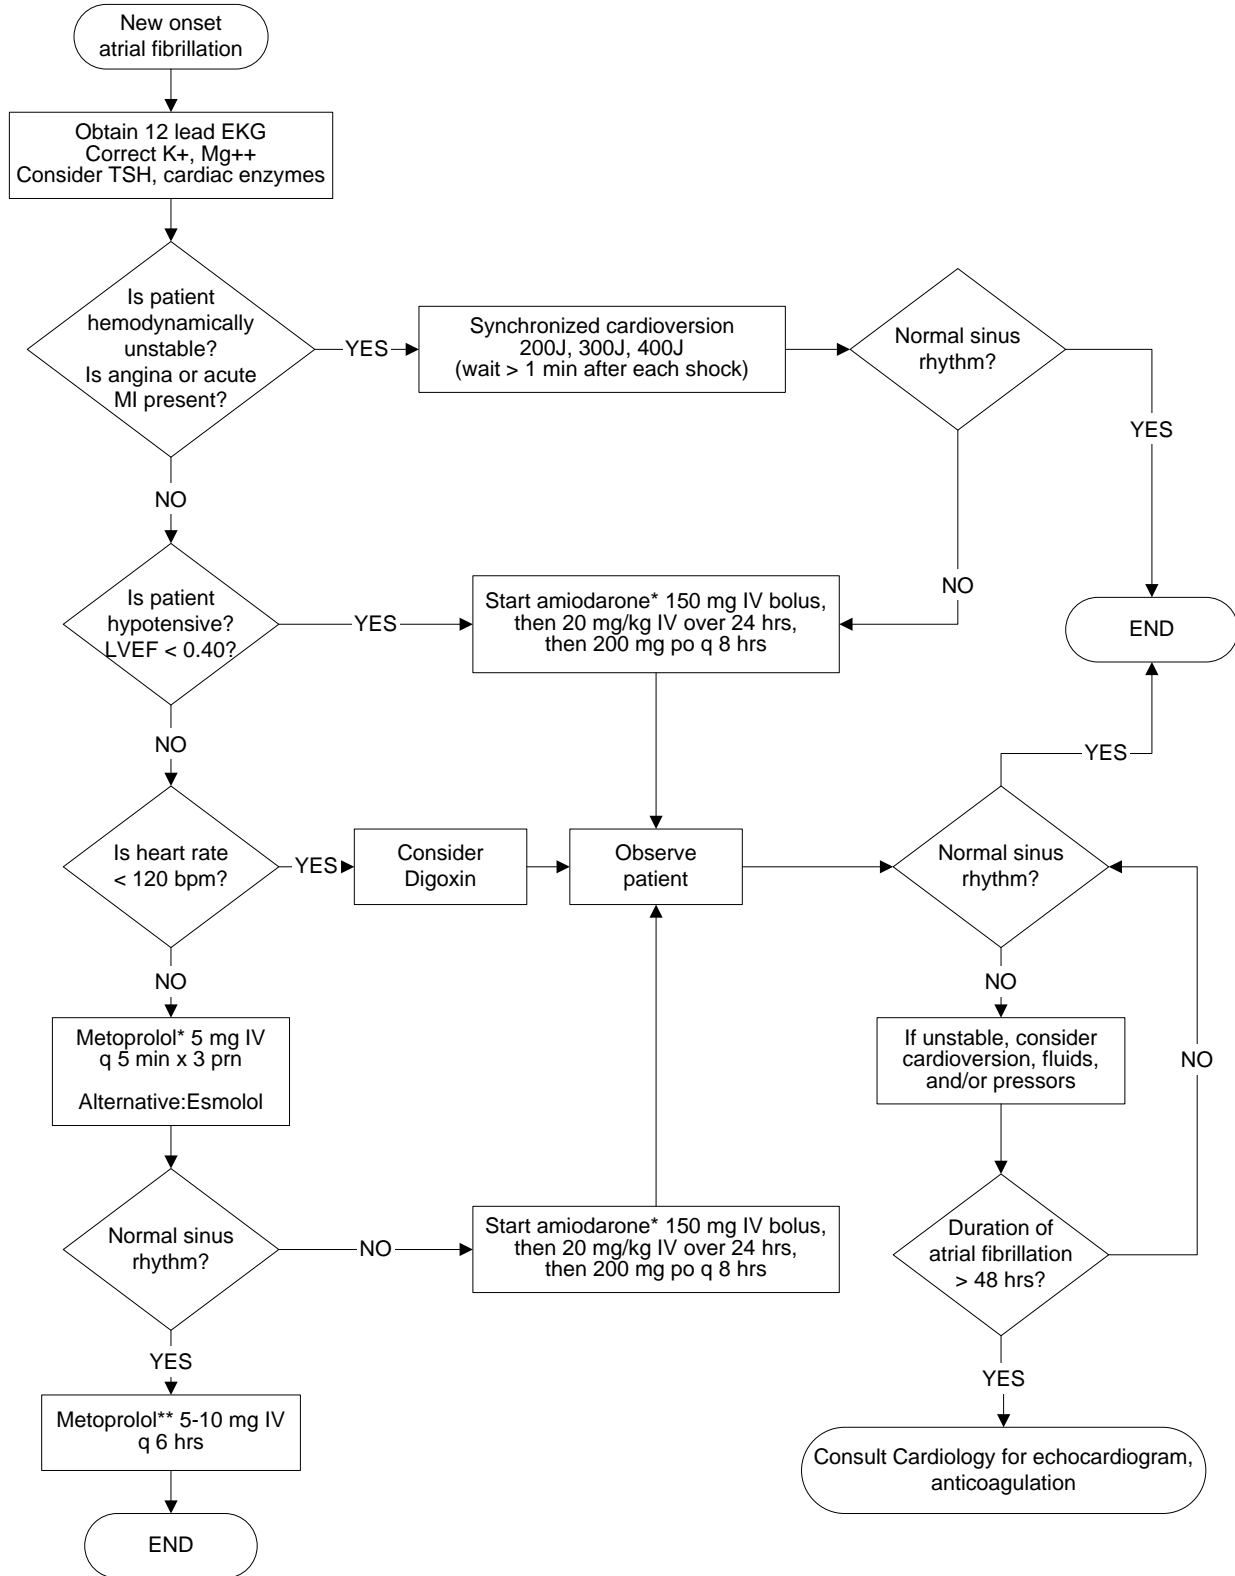 New onset
atrial fibrillation
Obtain 12 lead EKG
Correct K+, Mg++
Consider TSH, cardiac enzymes
Is patient
hemodynamically
unstable?
Is angina or acute
MI present?
YES
Synchronized cardioversion
200J, 300J, 400J
(wait > 1 min after each shock)
Normal sinus
rhythm?
YES
NO
NO
Is patient
hypotensive?
LVEF < 0.40?
YES
Start amiodarone* 150 mg IV bolus,
then 20 mg/kg IV over 24 hrs,
then 200 mg po q 8 hrs
END
NO
YES
Is heart rate
< 120 bpm?
YES
Consider
Digoxin
Observe
patient
Normal sinus
rhythm?
NO
NO
Metoprolol* 5 mg IV
q 5 min x 3 prn
Alternative:Esmolol
If unstable, consider
cardioversion, fluids,
and/or pressors
NO
Normal sinus
rhythm?
NO
Start amiodarone* 150 mg IV bolus,
then 20 mg/kg IV over 24 hrs,
then 200 mg po q 8 hrs
Duration of
atrial fibrillation
> 48 hrs?
YES
YES
Metoprolol** 5-10 mg IV
q 6 hrs
Consult Cardiology for echocardiogram,
anticoagulation
END